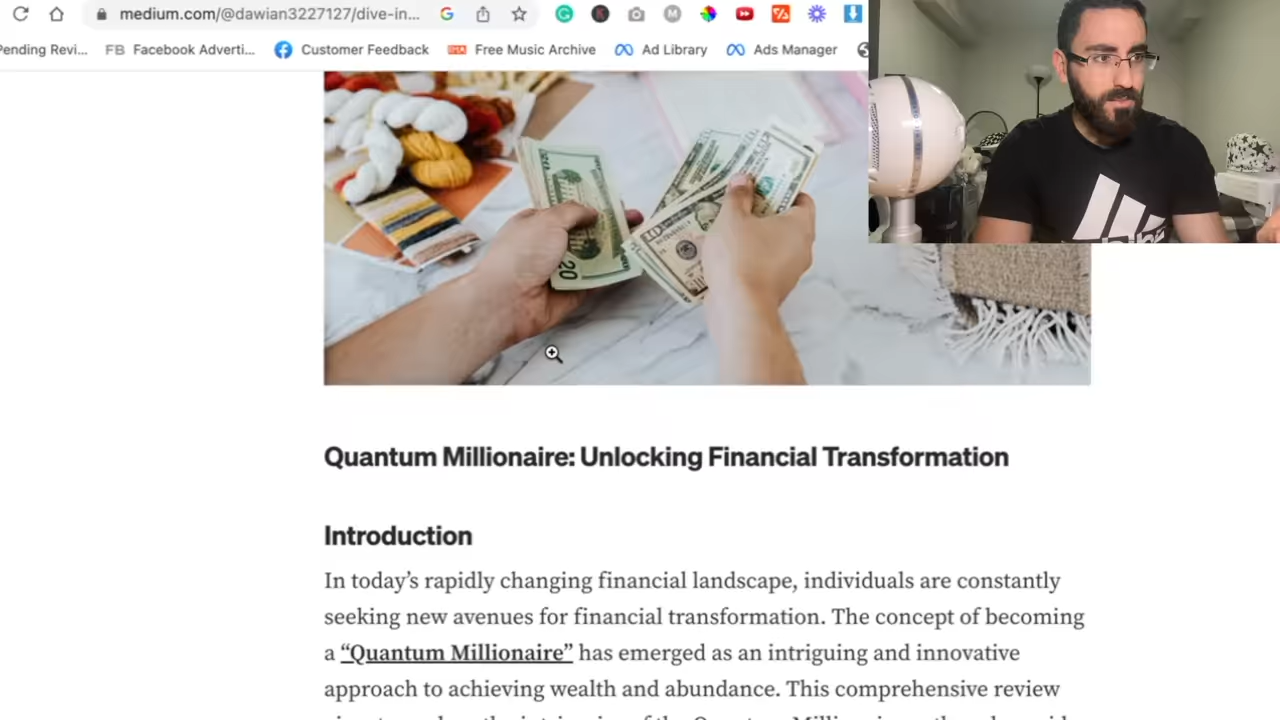 medium.com/@dawian3227127/dive-in...
Pending Revi...
FB Facebook Adverti...
Customer Feedback
Free Music Archive
Ad Library
Ads Manager
20
Quantum Millionaire: Unlocking Financial Transformation
Introduction
In today's rapidly changing financial landscape, individuals are constantly
seeking new avenues for financial transformation. The concept of becoming
a "Quantum Millionaire" has emerged as an intriguing and innovative
approach to achieving wealth and abundance. This comprehensive review